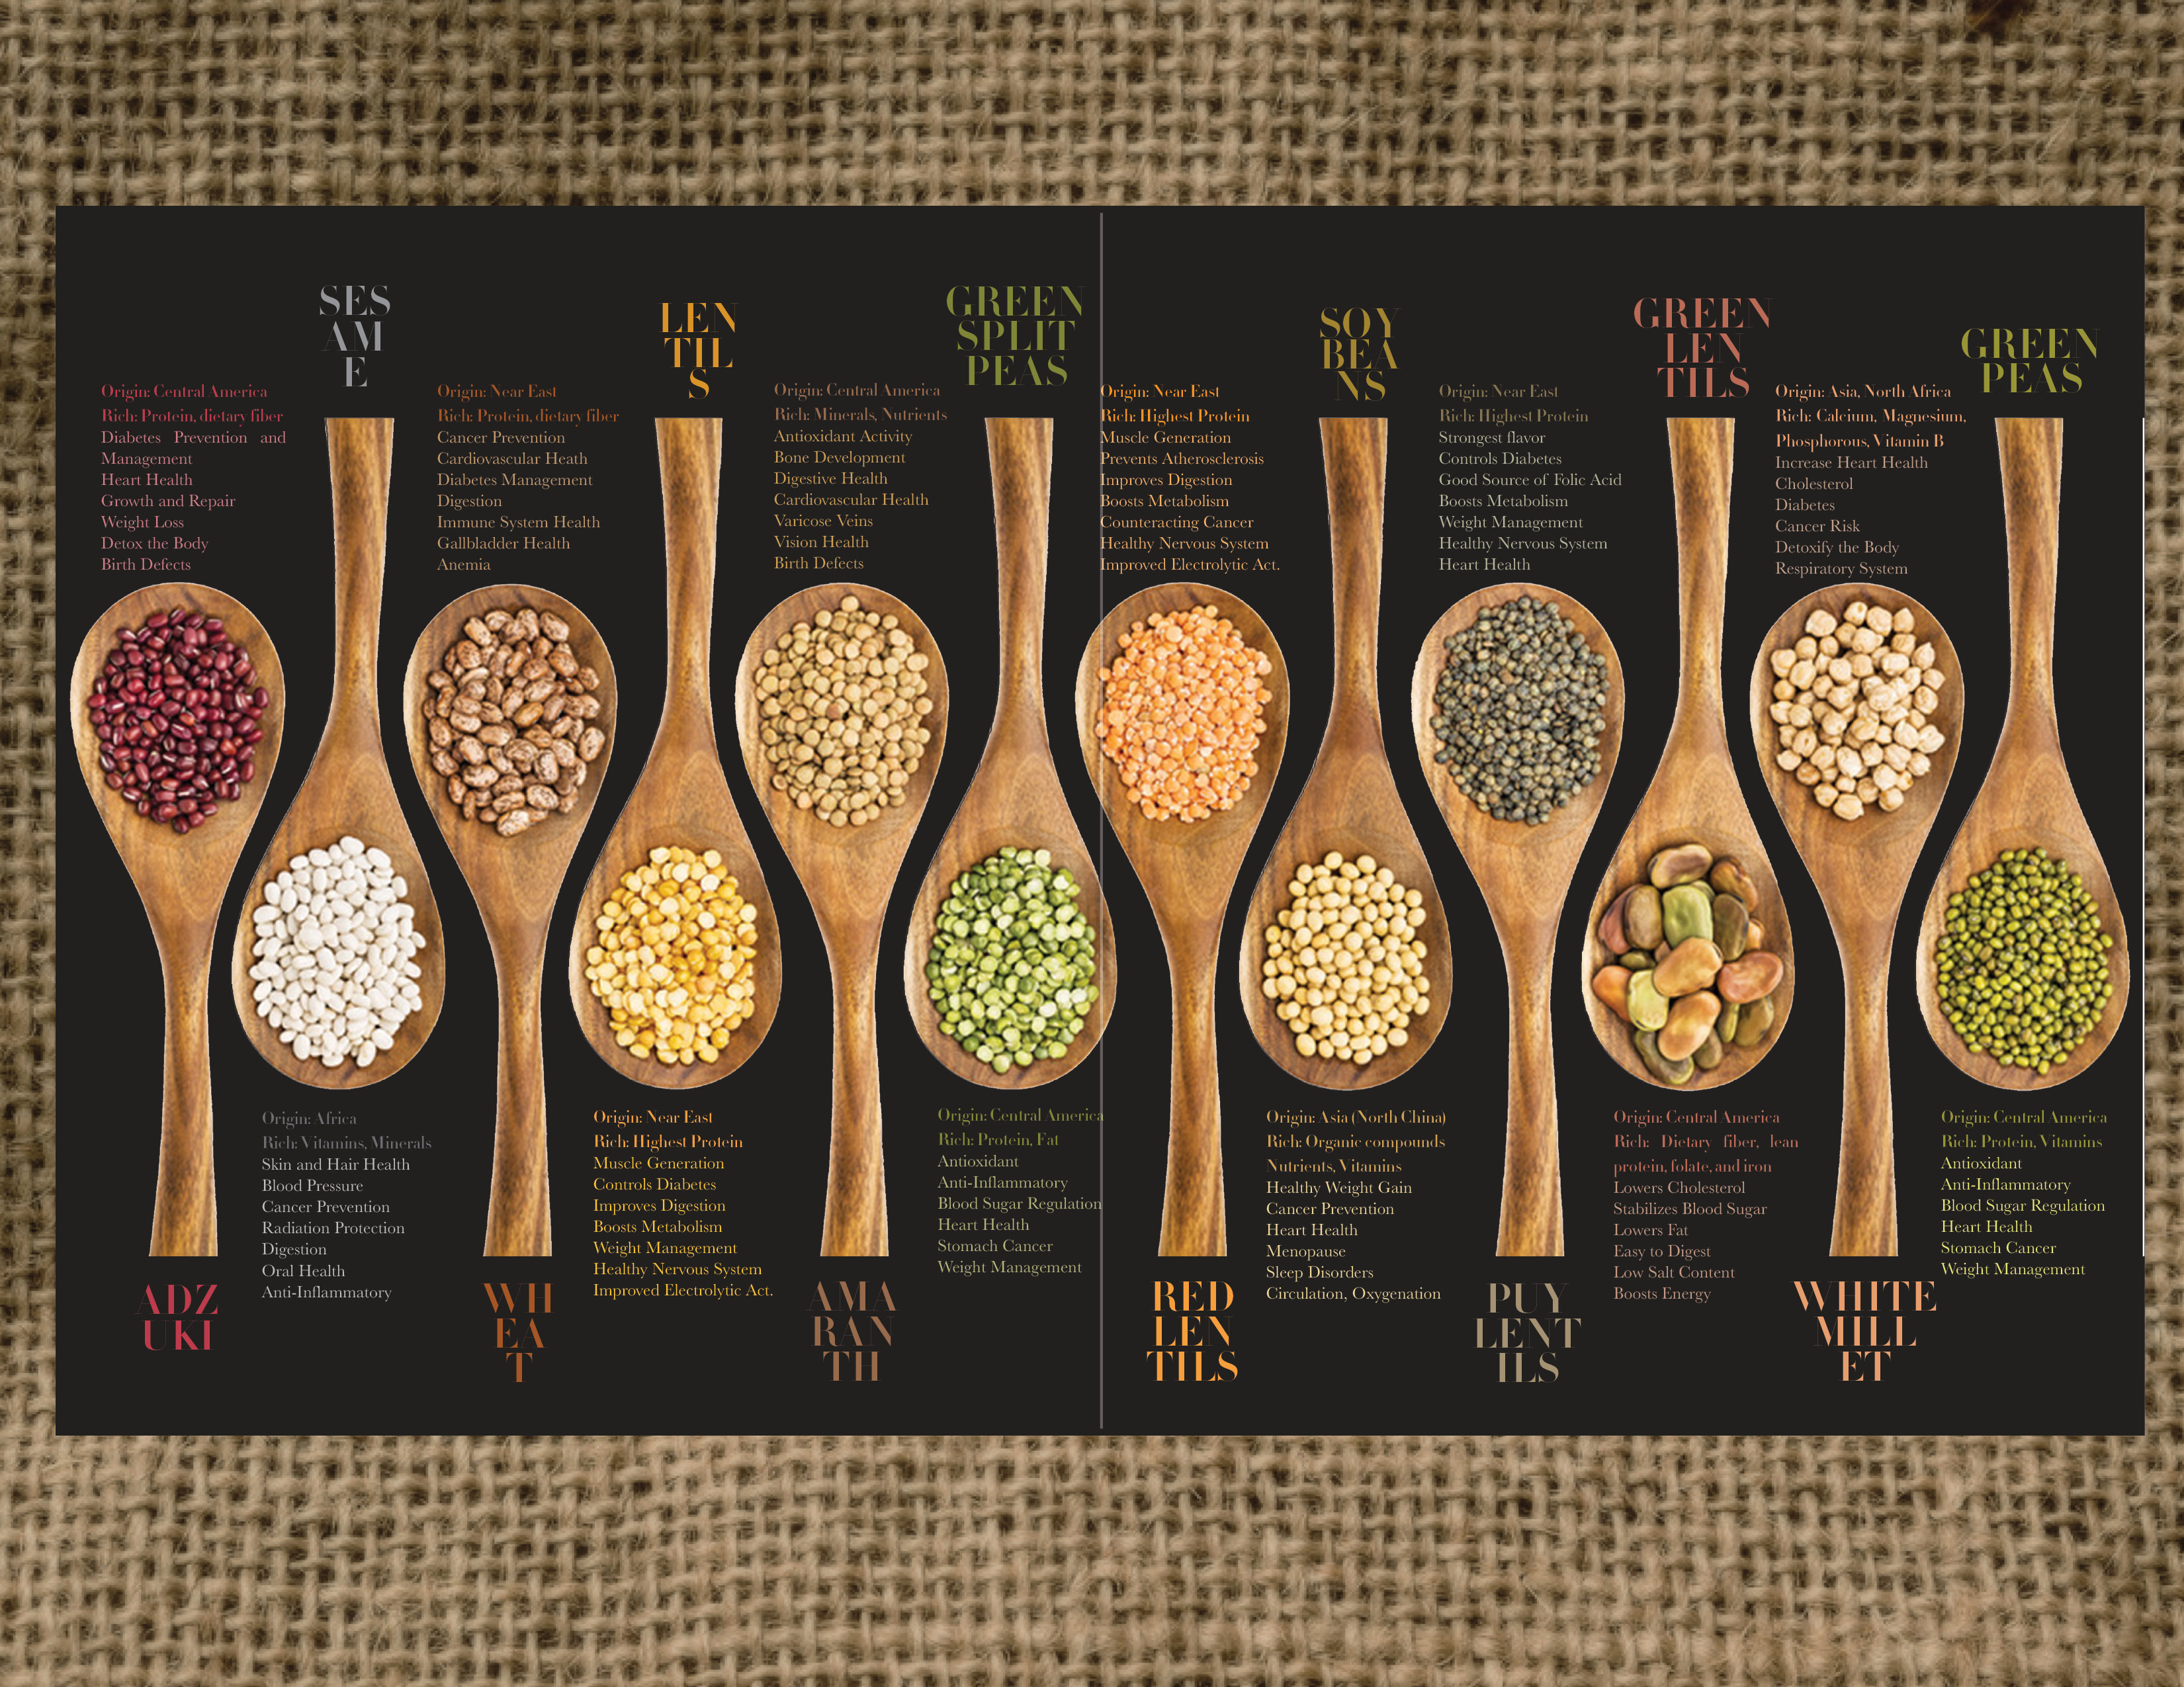 Origin: Central America
Rich: Protein, dietary fiber
Diabetes Prevention and
Management
Heart Health
Growth and Repair
Weight Loss
Detox the Body
Birth Defects
ADZ
UKI
SES
AM
E
Origin: Africa
Rich: Vitamins, Minerals
Skin and Hair Health
Blood Pressure
Cancer Prevention
Radiation Protection
Digestion
Oral Health
Anti-Inflammatory
Origin: Near East
Rich: Protein, dietary fiber
Cancer Prevention
Cardiovascular Heath
Diabetes Management
Digestion
Immune System Health
Gallbladder Health
Anemia
WH
EA
T
LEN
TIL
S
Origin: Near East
Rich: Highest Protein
Muscle Generation
Controls Diabetes
Improves Digestion
Boosts Metabolism
Weight Management
Healthy Nervous System
Improved Electrolytic Act.
Origin: Central America
Rich: Minerals, Nutrients
Antioxidant Activity
Bone Development
Digestive Health
Cardiovascular Health
Varicose Veins
Vision Health
Birth Defects
AMA
RAN
TH
GREEN
SPLIT
PEAS
Origin: Central America
Rich: Protein, Fat
Antioxidant
Anti-Inflammatory
Blood Sugar Regulation
Heart Health
Stomach Cancer
Weight Management
Origin: Near East
Rich: Highest Protein
Muscle Generation
Prevents Atherosclerosis
Improves Digestion
Boosts Metabolism
Counteracting Cancer
Healthy Nervous System
Improved Electrolytic Act.
RED
LEN
TILS
SOY
BEA
NS
Origin: Asia (North China)
Rich: Organic compounds
Nutrients, Vitamins
Healthy Weight Gain
Cancer Prevention
Heart Health
Menopause
Sleep Disorders
Circulation, Oxygenation
Origin: Near East
Rich: Highest Protein
Strongest flavor
Controls Diabetes
Good Source of Folic Acid
Boosts Metabolism
Weight Management
Healthy Nervous System
Heart Health
PUY
LENT
ILS
GREEN
LEN
TILS
Origin: Central America
Rich: Dietary fiber, lean
protein, folate, and iron
Lowers Cholesterol
Stabilizes Blood Sugar
Lowers Fat
Easy to Digest
Low Salt Content
Boosts Energy
Origin: Asia, North Africa
Rich: Calcium, Magnesium,
Phosphorous, Vitamin B
Increase Heart Health
Cholesterol
Diabetes
Cancer Risk
Detoxify the Body
Respiratory System
WHITE
MILL
ET
GREEN
PEAS
Origin: Central America
Rich: Protein, Vitamins
Antioxidant
Anti-Inflammatory
Blood Sugar Regulation
Heart Health
Stomach Cancer
Weight Management